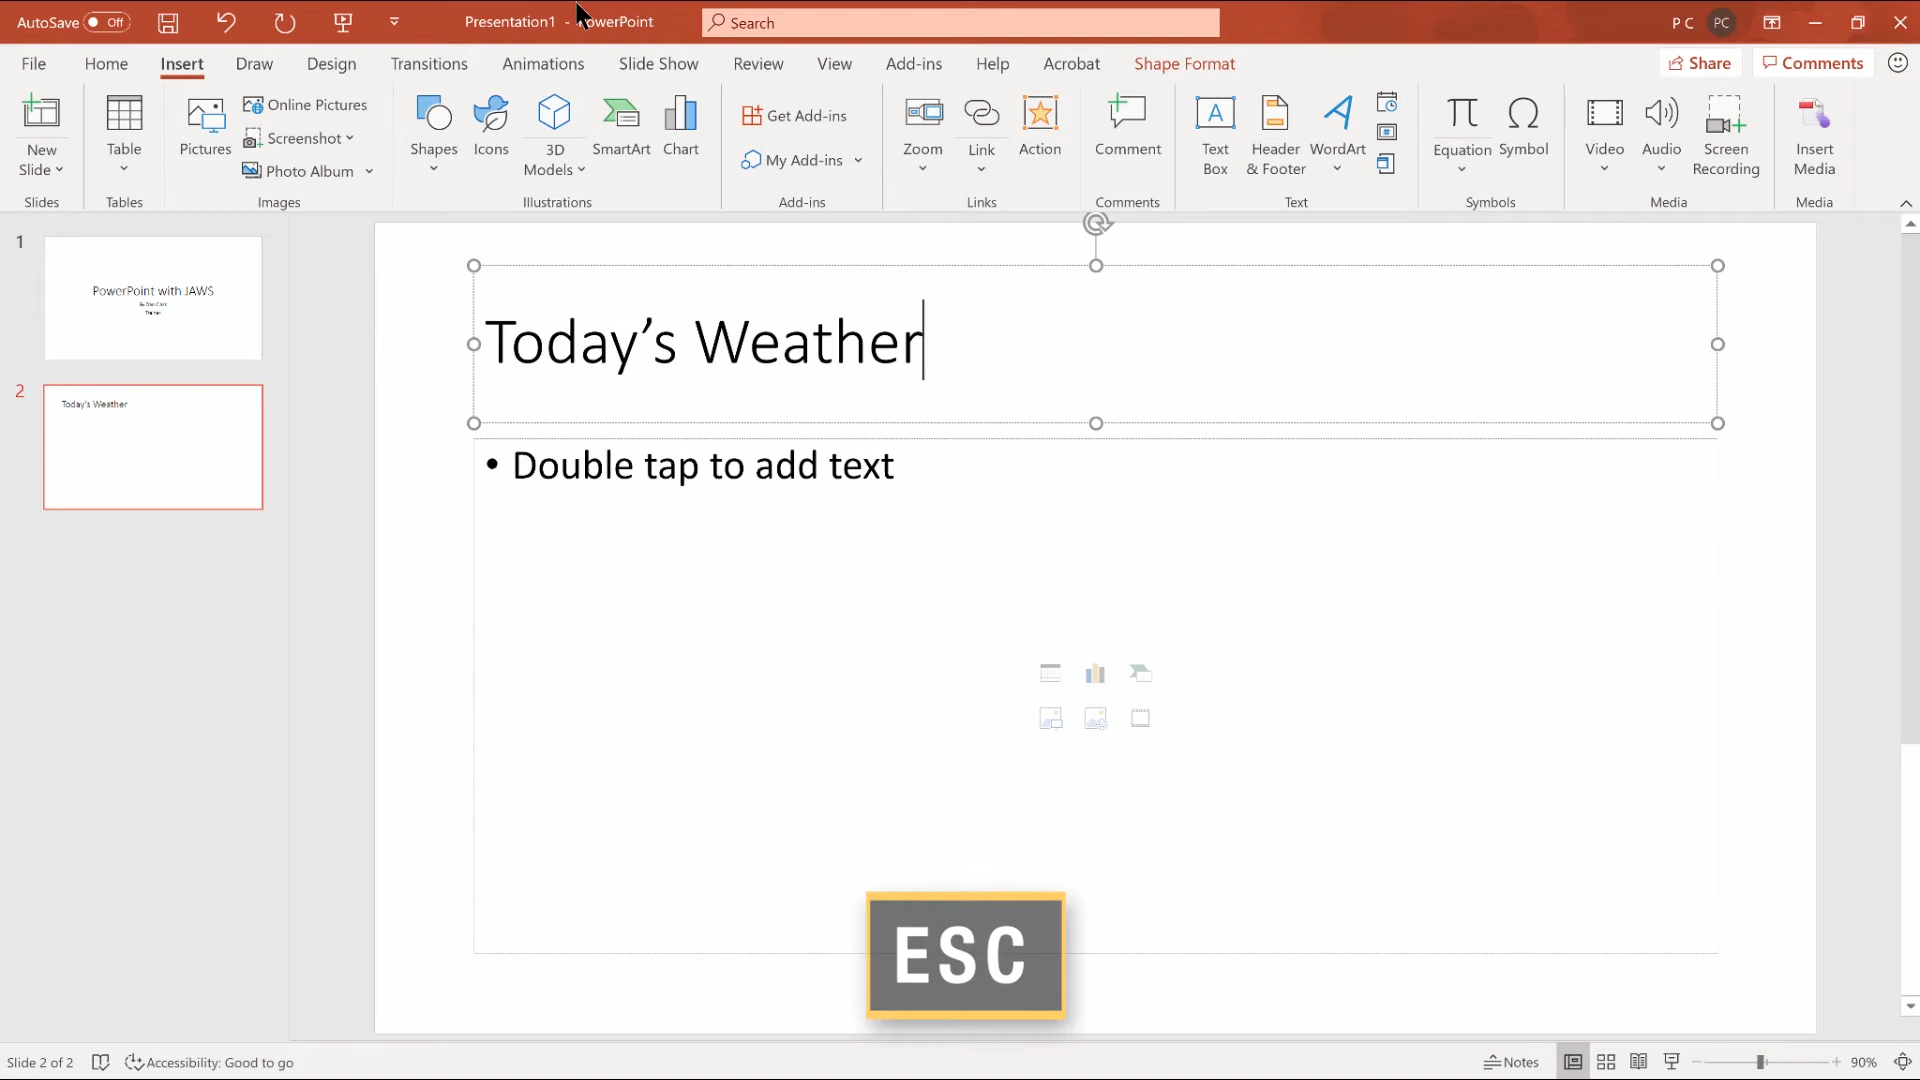 AutoSave Off
Presentation1 - PowerPoint
Search
P C PC
File Home Insert Draw Design Transitions Animations Slide Show Review View Add-ins Help Acrobat Shape Format Share Comments
New Slide
Slides
Table
Tables
Pictures
Online Pictures
Screenshot
Photo Album
Images
Shapes
Icons
3D Models
SmartArt
Chart
Illustrations
Get Add-ins
My Add-ins
Add-ins
Zoom
Link
Action
Links
Comment
Comments
Text Box
Header & Footer
WordArt
Text
Equation
Symbol
Symbols
Video
Audio
Screen Recording
Media
Insert Media
Media
1
PowerPoint with JAWS
Trainer
2
Today's Weather
Today’s Weather
• Double tap to add text
ESC
Slide 2 of 2
Accessibility: Good to go
Notes
90%